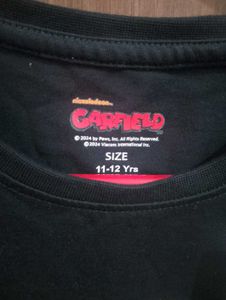 nickelodeon
GARFIELD
© 2024 by Paws, Inc. All Rights Reserved.
© 2024 Viacom International Inc.
SIZE
11-12 Yrs